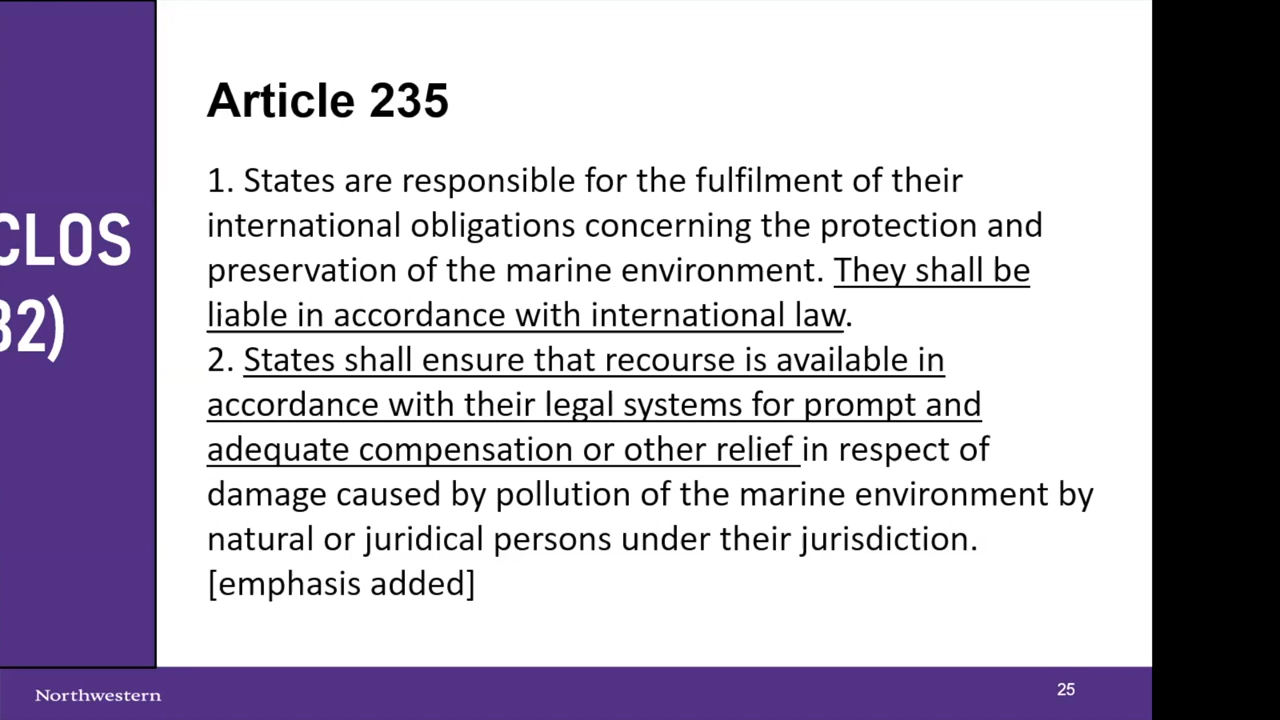 CLOS
82)
Article 235
1. States are responsible for the fulfilment of their
international obligations concerning the protection and
preservation of the marine environment. They shall be
liable in accordance with international law.
2. States shall ensure that recourse is available in
accordance with their legal systems for prompt and
adequate compensation or other relief in respect of
damage caused by pollution of the marine environment by
natural or juridical persons under their jurisdiction.
[emphasis added]
Northwestern
25